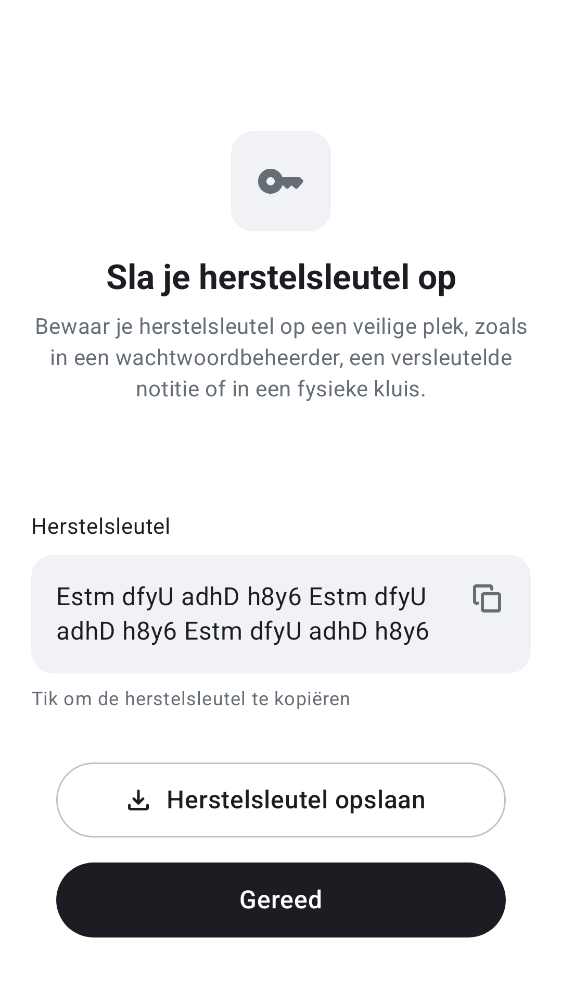 Sla je herstelsleutel op
Bewaar je herstelsleutel op een veilige plek, zoals
in een wachtwoordbeheerder, een versleutelde
notitie of in een fysieke kluis.
Herstelsleutel
Estm dfyU adhD h8y6 Estm dfyU
adhD h8y6 Estm dfyU adhD h8y6
Tik om de herstelsleutel te kopiëren
Herstelsleutel opslaan
Gereed